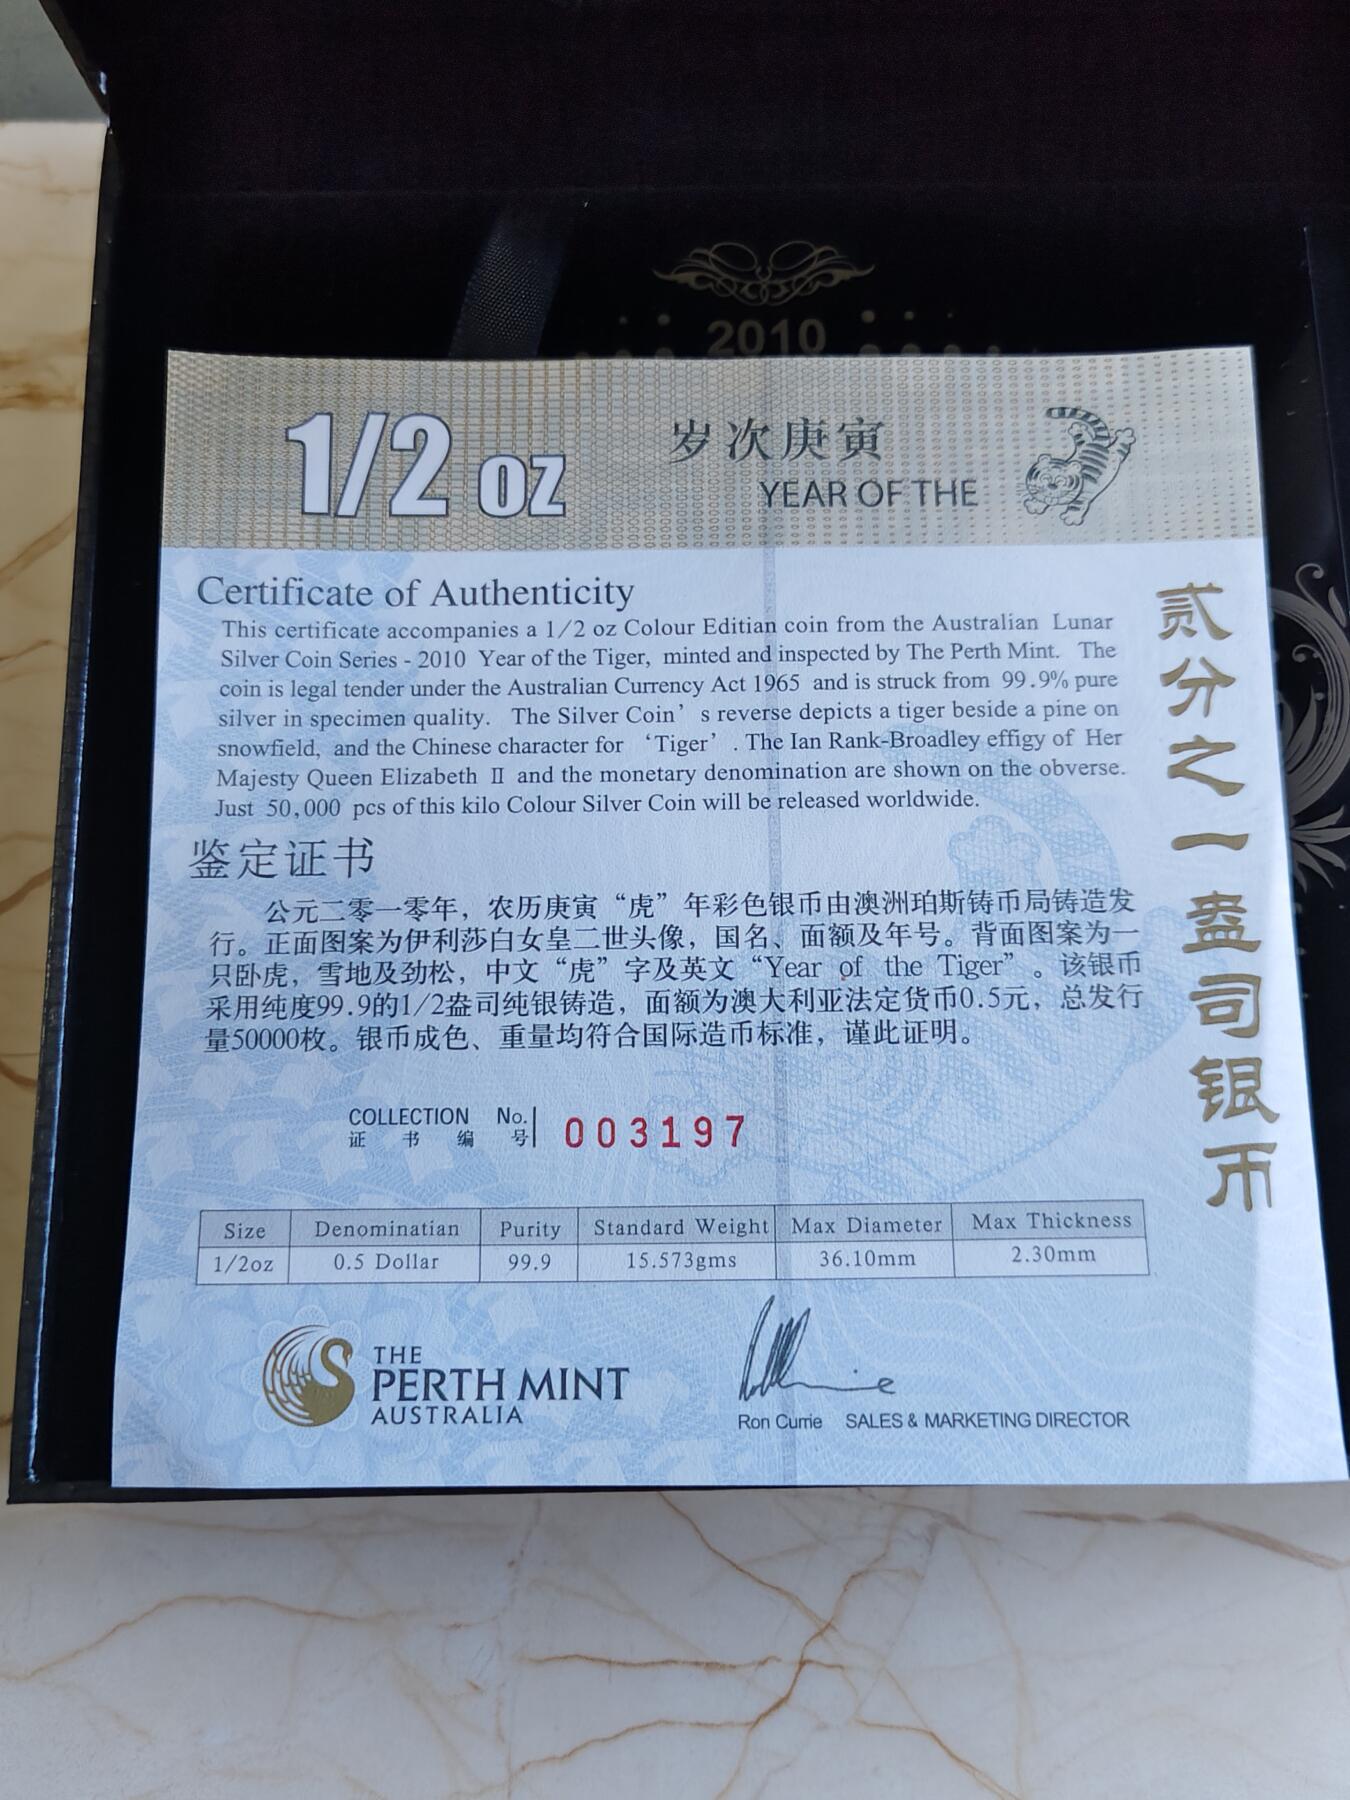 2010
1/2 oz
岁次庚寅
YEAR OF THE
Certificate of Authenticity
This certificate accompanies a 1/2 oz Colour Editian coin from the Australian Lunar
Silver Coin Series - 2010 Year of the Tiger, minted and inspected by The Perth Mint. The
coin is legal tender under the Australian Currency Act 1965 and is struck from 99.9% pure
silver in specimen quality. The Silver Coin’s reverse depicts a tiger beside a pine on
snowfield, and the Chinese character for ‘Tiger’. The Ian Rank-Broadley effigy of Her
Majesty Queen Elizabeth Ⅱ and the monetary denomination are shown on the obverse.
Just 50,000 pcs of this kilo Colour Silver Coin will be released worldwide.
鉴定证书
公元二零一零年，农历庚寅“虎”年彩色银币由澳洲珀斯铸币局铸造发
行。正面图案为伊利莎白女皇二世头像，国名、面额及年号。背面图案为一
只卧虎，雪地及劲松，中文“虎”字及英文“Year of the Tiger”。该银币
采用纯度99.9的1/2盎司纯银铸造，面额为澳大利亚法定货币0.5元，总发行
量50000枚。银币成色、重量均符合国际造币标准，谨此证明。
贰分之一盎司银币
COLLECTION No.
证书编号
003197
Size Denominatian Purity Standard Weight Max Diameter Max Thickness
1/2oz 0.5 Dollar 99.9 15.573gms 36.10mm 2.30mm
THE
PERTH MINT
AUSTRALIA
Ron Currie SALES & MARKETING DIRECTOR